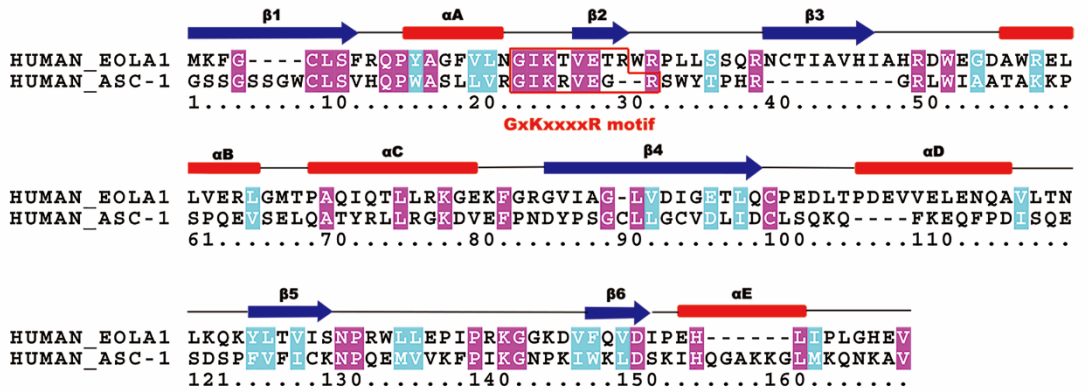 β1 αA β2 β3
HUMAN_EOLA1 MKFG----CLSFRQPYAGFVLNGIKTVETRWRPLLSSQRNCTIAVHIAHRDWEGDAWREL
HUMAN_ASC-1 GSSGSSGWCLSVHQPWASLLVRGIKRVEG--RSWYTPHR---------GRLWIAATAKKP
1........10........20........30........40........50.........
GxKxxxxR motif
αB αC β4 αD
HUMAN_EOLA1 LVERLGMTPAQIQTLLRKGEKFGRGVIAG-LVDIGETLQCPEDLTPDEVVELENQAVLTN
HUMAN_ASC-1 SPQEVSELQATYRLLRGKDVEFPNDYPSGCLLGCVDLIDCLSQKQ----FKEQFPDISQE
61.......70........80........90........100.......110........
β5 β6 αE
HUMAN_EOLA1 LKQKYLTVISNPRWLLEPIPRKGGKDVFQVDIPEH------LIPLGHEV
HUMAN_ASC-1 SDSPFVFICKNPQEMVVKFPIKGNPKIWKLDSKIHQGAKKGLMKQNKAV
121......130.......140.......150.......160.......